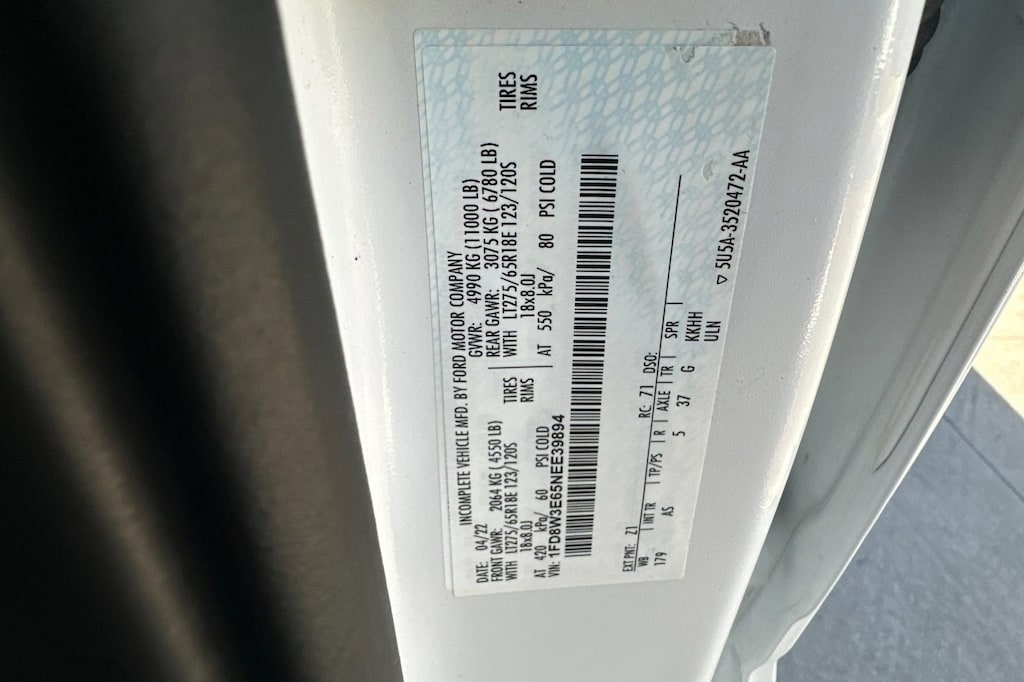 INCOMPLETE VEHICLE MFD. BY FORD MOTOR COMPANY
DATE: 04/22 GVWR: 4990 KG (11000 LB)
FRONT GAWR: 2064 KG (4550 LB) REAR GAWR: 3075 KG (6780 LB)
WITH LT275/65R18E 123/120S TIRES WITH LT275/65R18E 123/120S TIRES
18x8.0J RIMS 18x8.0J RIMS
AT 420 kPa/ 60 PSI COLD AT 550 kPa/ 80 PSI COLD
VIN: 1FD8W3E65NEE39894
EXT PNT: Z1 RC: 71 DSO:
WB INT TR TP/PS R AXLE TR SPR
179 AS 5 37 G KKHH
ULN
▽ 5U5A-3520472-AA